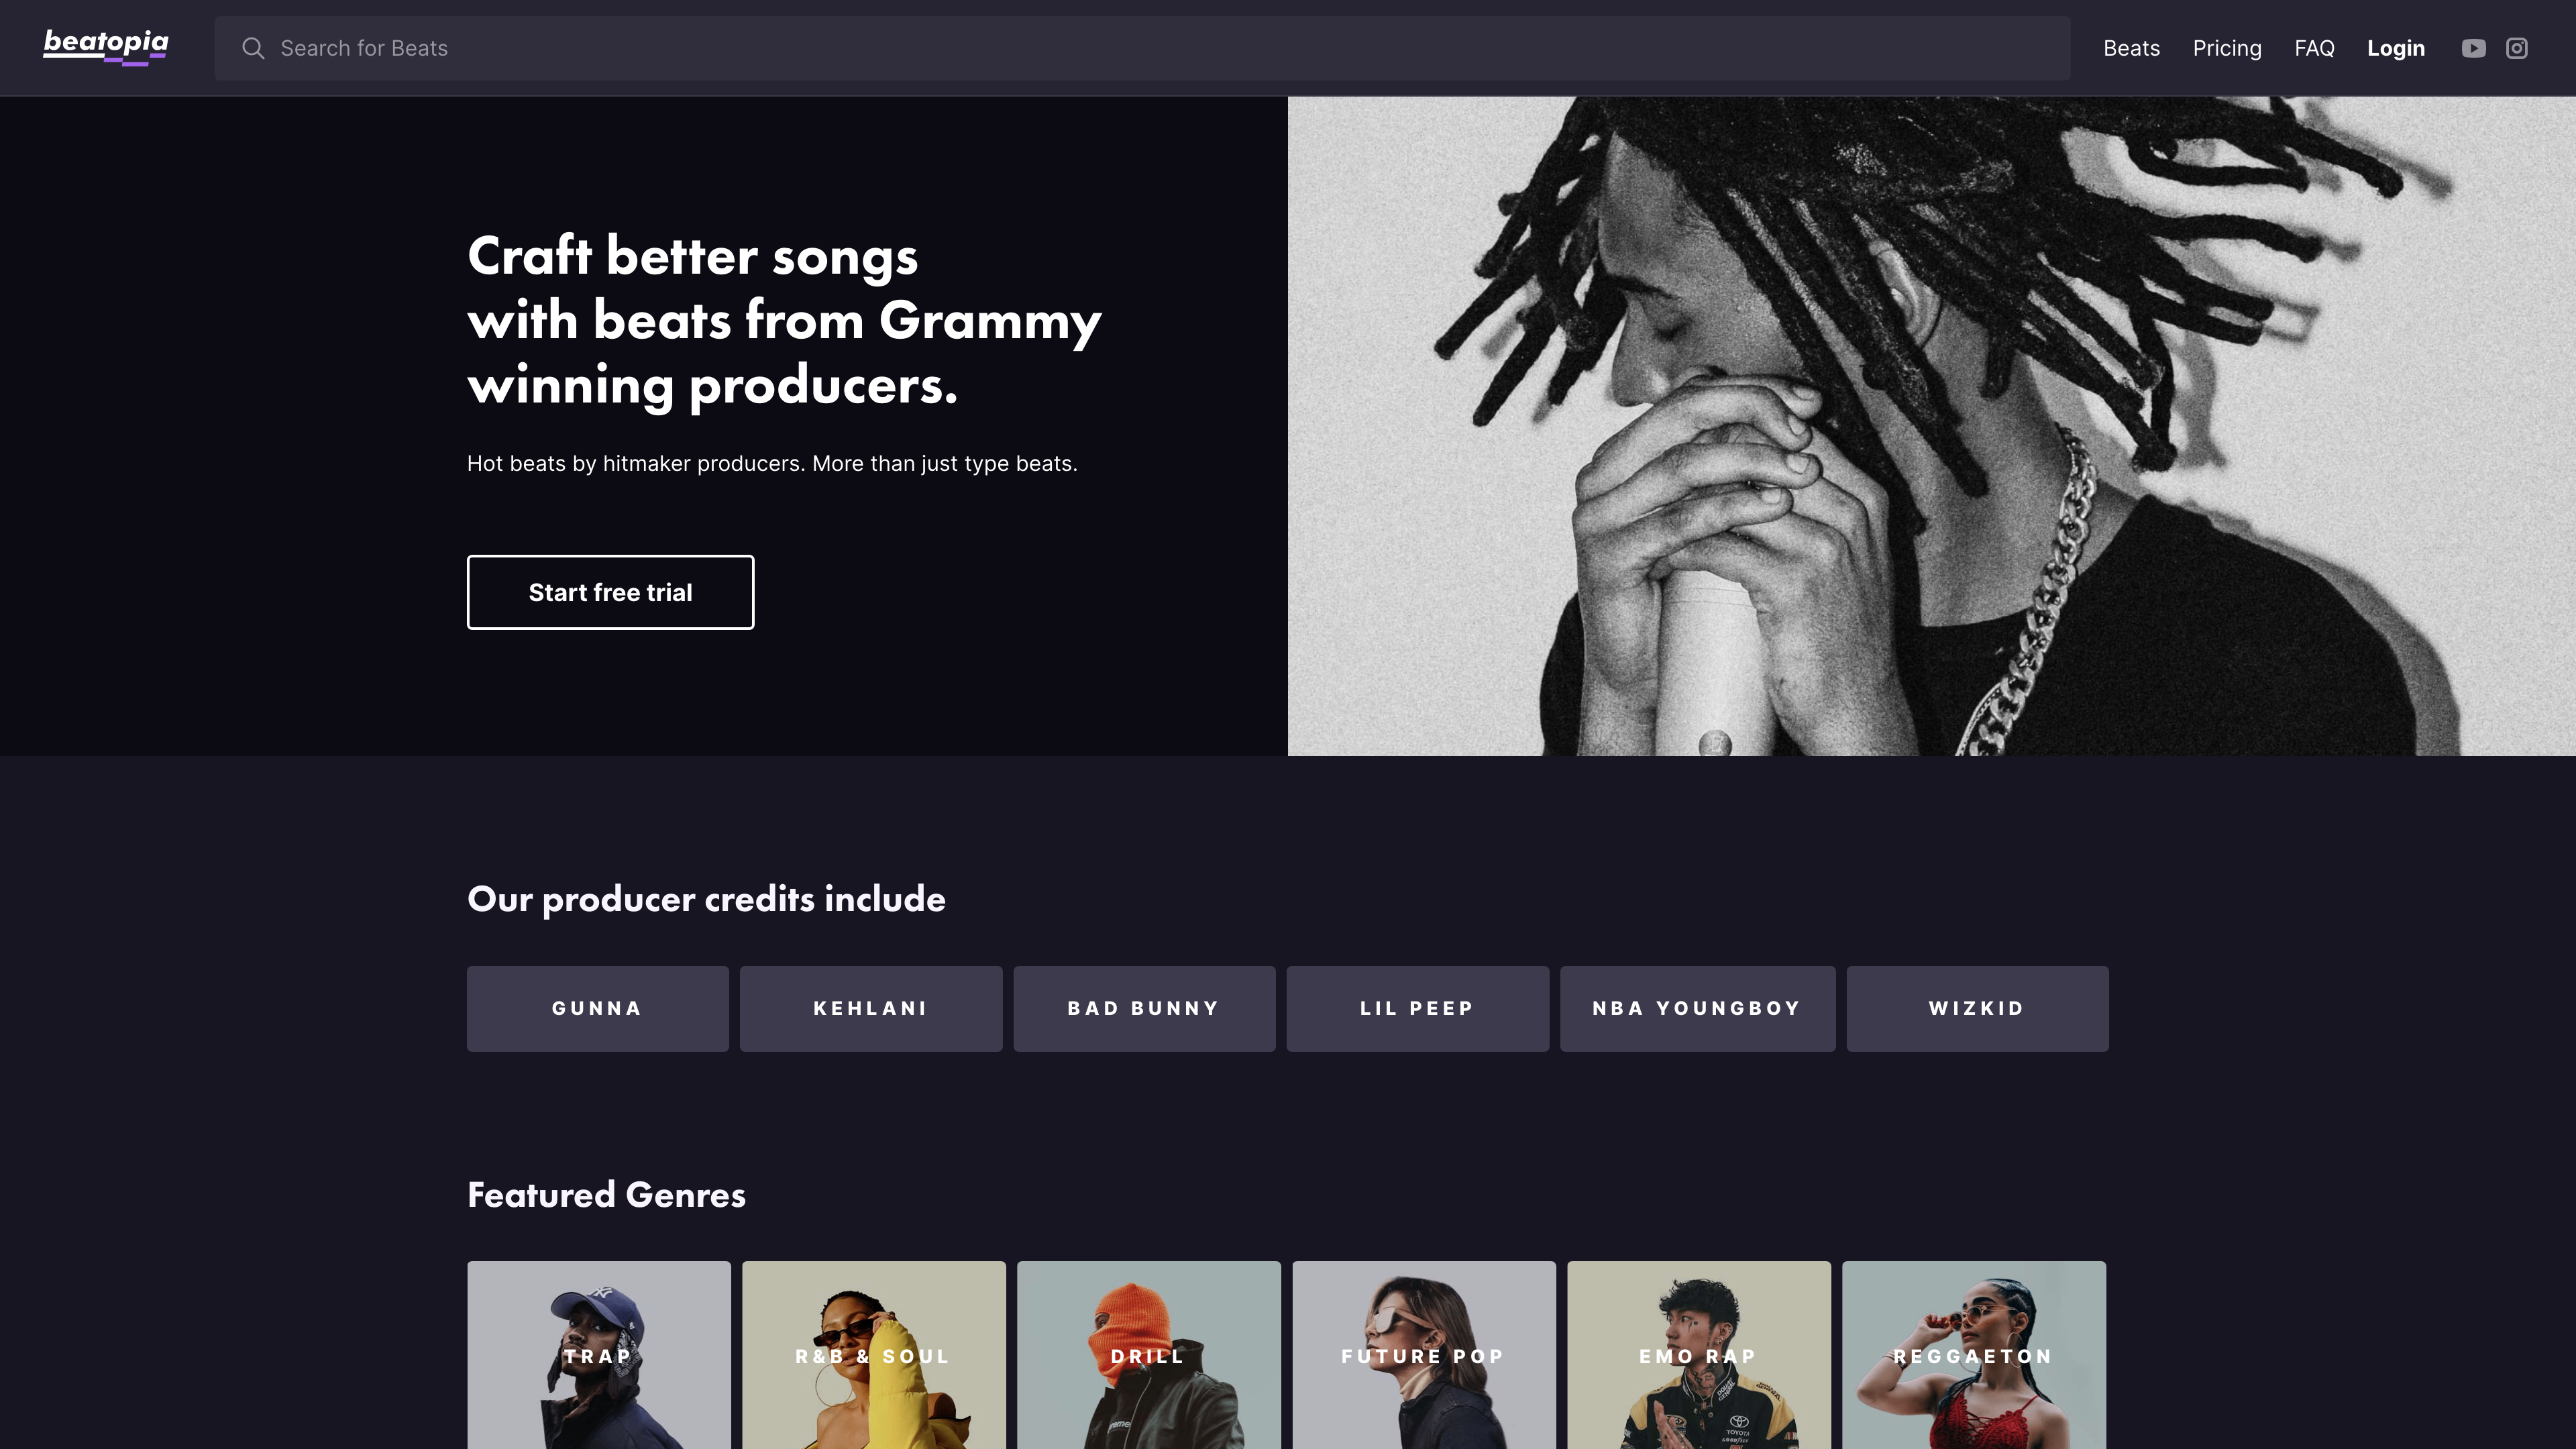 beatopia
Search for Beats
Beats
Pricing
FAQ
Login
Craft better songs
with beats from Grammy
winning producers.
Hot beats by hitmaker producers. More than just type beats.
Start free trial
Our producer credits include
GUNNA
KEHLANI
BAD BUNNY
LIL PEEP
NBA YOUNGBOY
WIZKID
Featured Genres
TRAP
R&B & SOUL
DRILL
FUTURE POP
EMO RAP
REGGAETON
TOYOTA